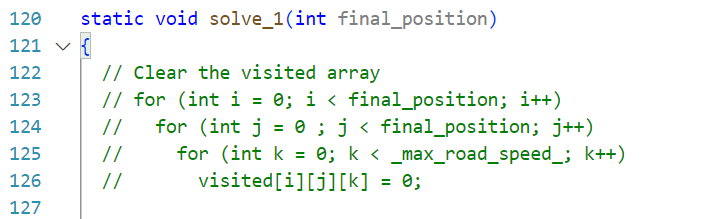 120 static void solve_1(int final_position)
121 {
122 // Clear the visited array
123 // for (int i = 0; i < final_position; i++)
124 //   for (int j = 0 ; j < final_position; j++)
125 //     for (int k = 0; k < _max_road_speed_; k++)
126 //       visited[i][j][k] = 0;
127